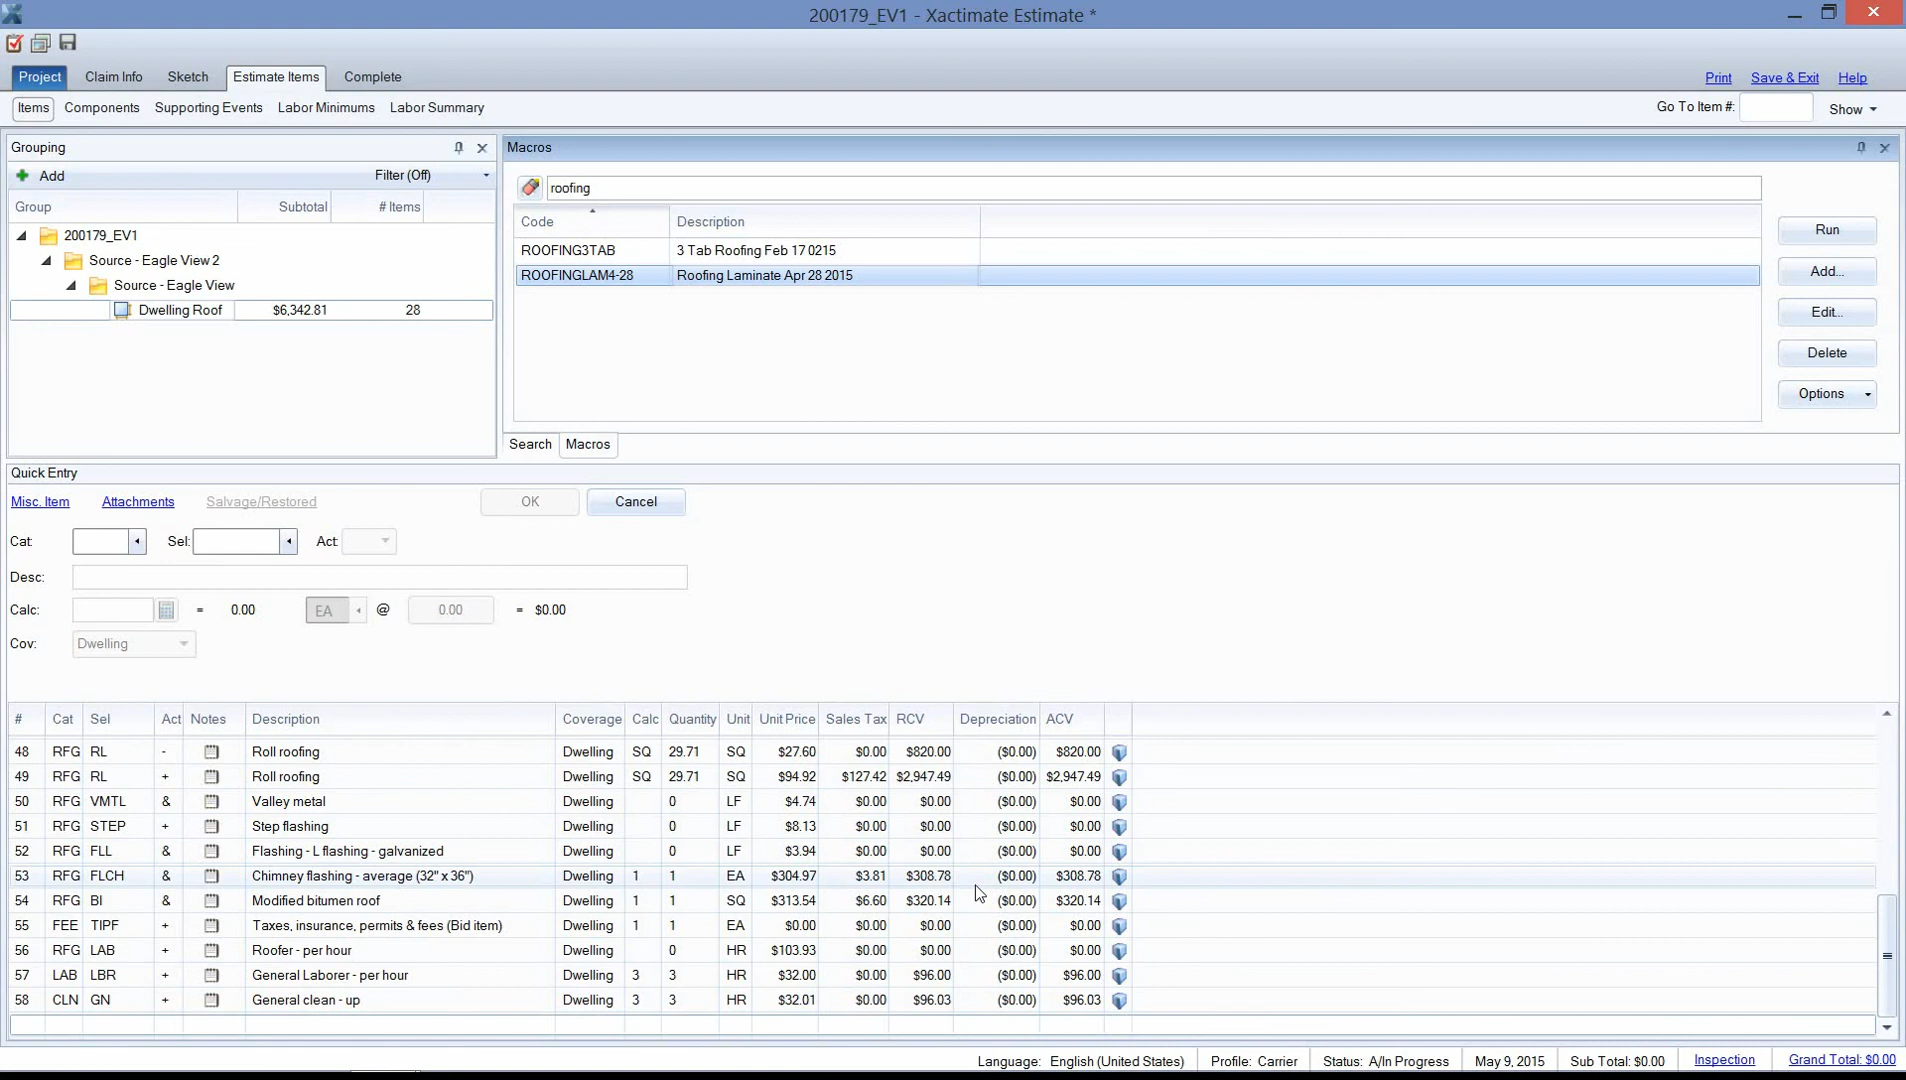 200179_EV1 - Xactimate Estimate *
Project Claim Info Sketch Estimate Items Complete Print Save & Exit Help
Items Components Supporting Events Labor Minimums Labor Summary Go To Item #: Show
Grouping Macros
Add Filter (Off)
roofing
Group Subtotal # Items
Code Description
200179_EV1
Run
ROOFING3TAB 3 Tab Roofing Feb 17 0215
Source - Eagle View 2
ROOFINGLAM4-28 Roofing Laminate Apr 28 2015
Add...
Source - Eagle View
Dwelling Roof $6,342.81 28
Edit...
Delete
Options
Search Macros
Quick Entry
Misc. Item Attachments Salvage/Restored OK Cancel
Cat: Sel: Act:
Desc:
Calc: = 0.00 EA @ 0.00 = $0.00
Cov: Dwelling
# Cat Sel Act Notes Description Coverage Calc Quantity Unit Unit Price Sales Tax RCV Depreciation ACV
48 RFG RL - Roll roofing Dwelling SQ 29.71 SQ $27.60 $0.00 $820.00 ($0.00) $820.00
49 RFG RL + Roll roofing Dwelling SQ 29.71 SQ $94.92 $127.42 $2,947.49 ($0.00) $2,947.49
50 RFG VMTL & Valley metal Dwelling 0 LF $4.74 $0.00 $0.00 ($0.00) $0.00
51 RFG STEP + Step flashing Dwelling 0 LF $8.13 $0.00 $0.00 ($0.00) $0.00
52 RFG FLL & Flashing - L flashing - galvanized Dwelling 0 LF $3.94 $0.00 $0.00 ($0.00) $0.00
53 RFG FLCH & Chimney flashing - average (32" x 36") Dwelling 1 1 EA $304.97 $3.81 $308.78 ($0.00) $308.78
54 RFG BI & Modified bitumen roof Dwelling 1 1 SQ $313.54 $6.60 $320.14 ($0.00) $320.14
55 FEE TIPF + Taxes, insurance, permits & fees (Bid item) Dwelling 1 1 EA $0.00 $0.00 $0.00 ($0.00) $0.00
56 RFG LAB + Roofer - per hour Dwelling 0 HR $103.93 $0.00 $0.00 ($0.00) $0.00
57 LAB LBR + General Laborer - per hour Dwelling 3 3 HR $32.00 $0.00 $96.00 ($0.00) $96.00
58 CLN GN + General clean - up Dwelling 3 3 HR $32.01 $0.00 $96.03 ($0.00) $96.03
Language: English (United States) Profile: Carrier Status: A/In Progress May 9, 2015 Sub Total: $0.00 Inspection Grand Total: $0.00